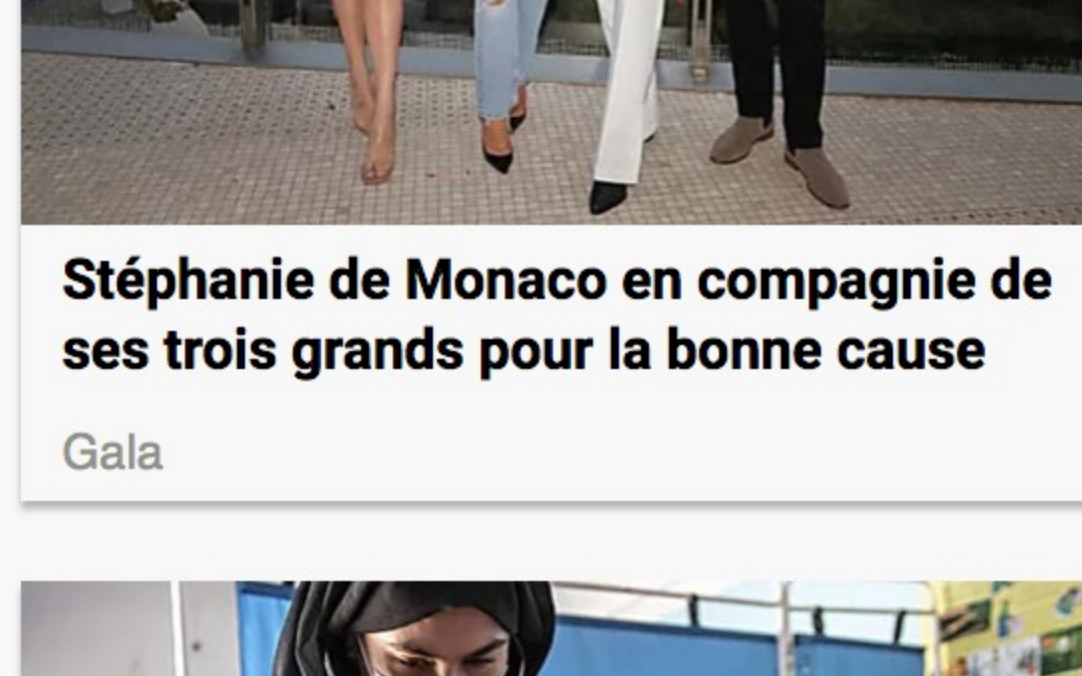 Stéphanie de Monaco en compagnie de
ses trois grands pour la bonne cause
Gala